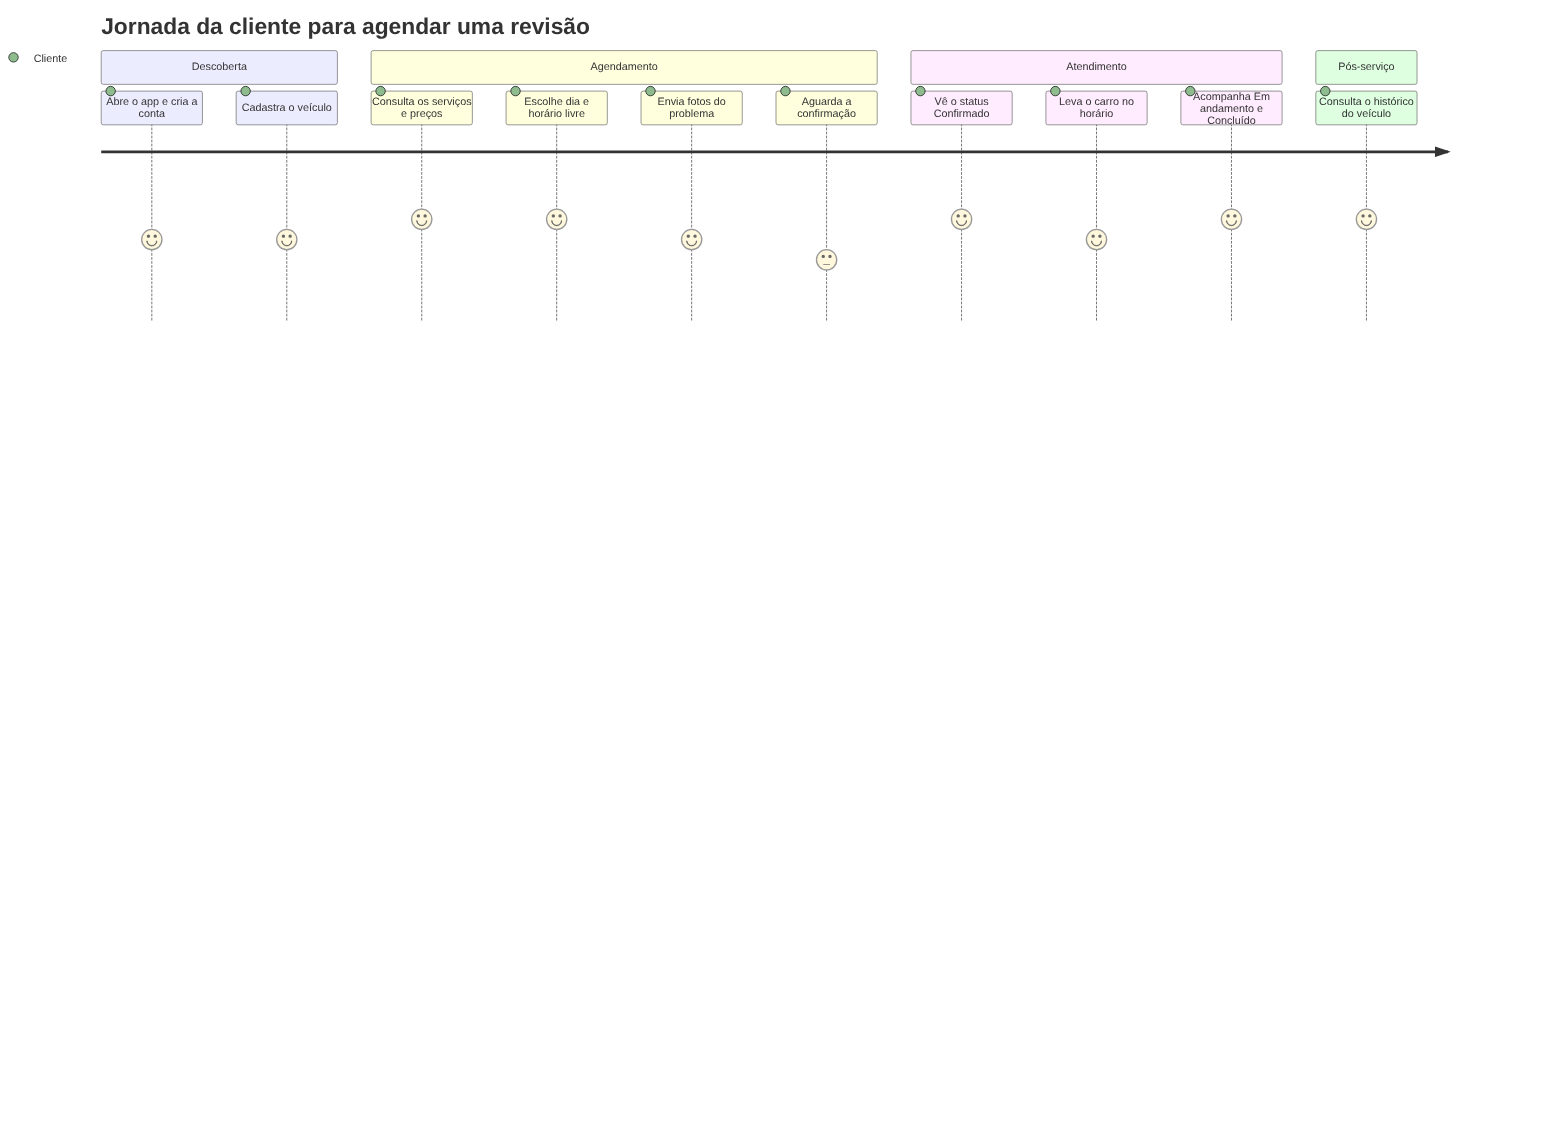 Jornada da cliente para agendar uma revisão
Cliente
Descoberta
Agendamento
Atendimento
Pós-serviço
Abre o app e cria a
conta
Cadastra o veículo
Consulta os serviços
e preços
Escolhe dia e
horário livre
Envia fotos do
problema
Aguarda a
confirmação
Vê o status
Confirmado
Leva o carro no
horário
Acompanha Em
andamento e
Concluído
Consulta o histórico
do veículo